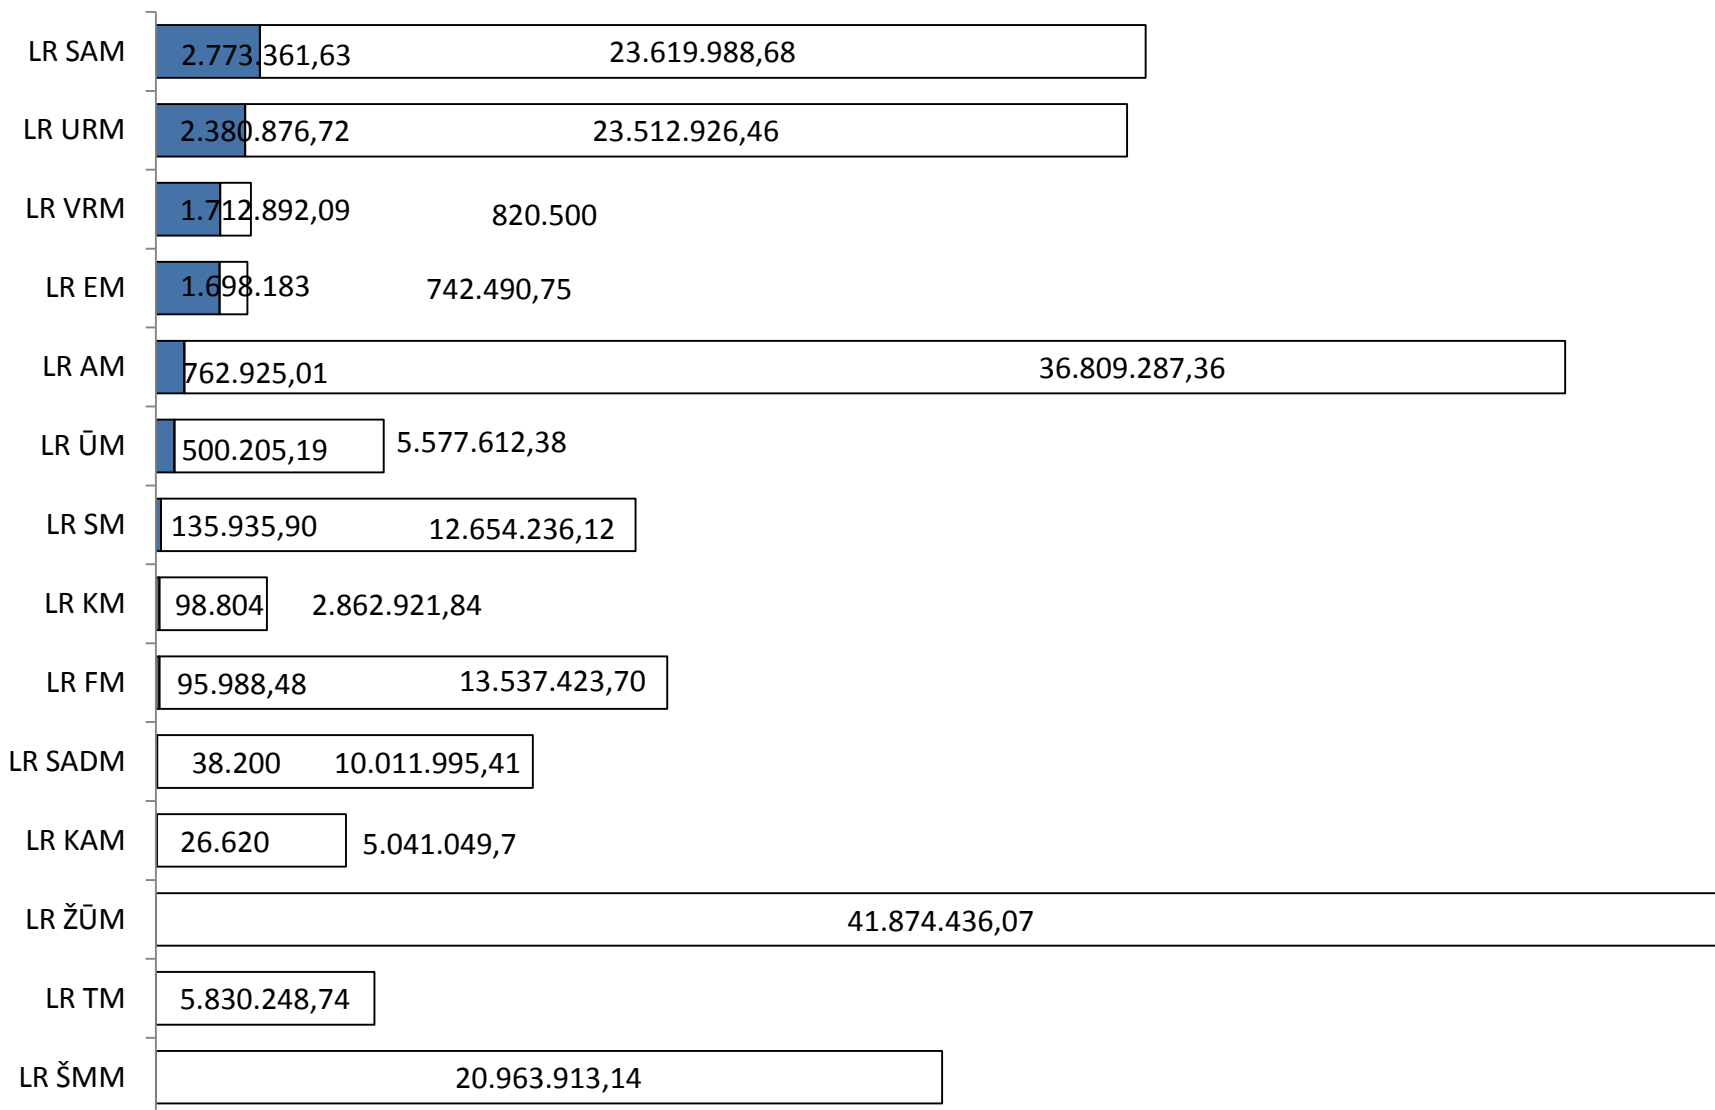 LR SAM 2.773.361,63 23.619.988,68
LR URM 2.380.876,72 23.512.926,46
LR VRM 1.712.892,09 820.500
LR EM 1.698.183 742.490,75
LR AM 762.925,01 36.809.287,36
LR ŪM 500.205,19 5.577.612,38
LR SM 135.935,90 12.654.236,12
LR KM 98.804 2.862.921,84
LR FM 95.988,48 13.537.423,70
LR SADM 38.200 10.011.995,41
LR KAM 26.620 5.041.049,7
LR ŽŪM 41.874.436,07
LR TM 5.830.248,74
LR ŠMM 20.963.913,14